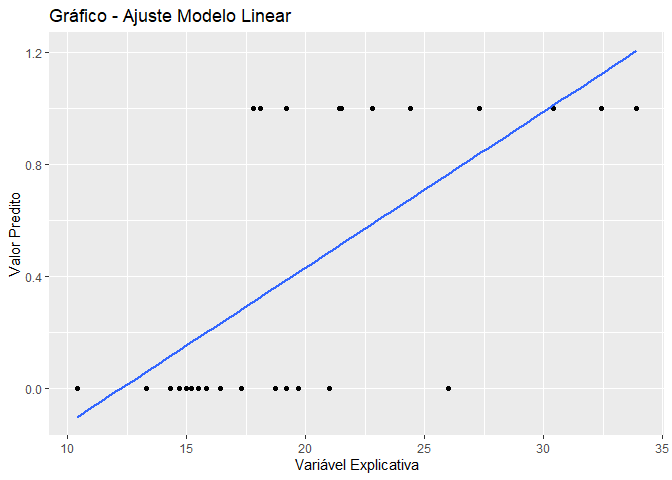 Gráfico - Ajuste Modelo Linear
1.2
0.8
0.4
0.0
Valor Predito
10 15 20 25 30 35
Variável Explicativa